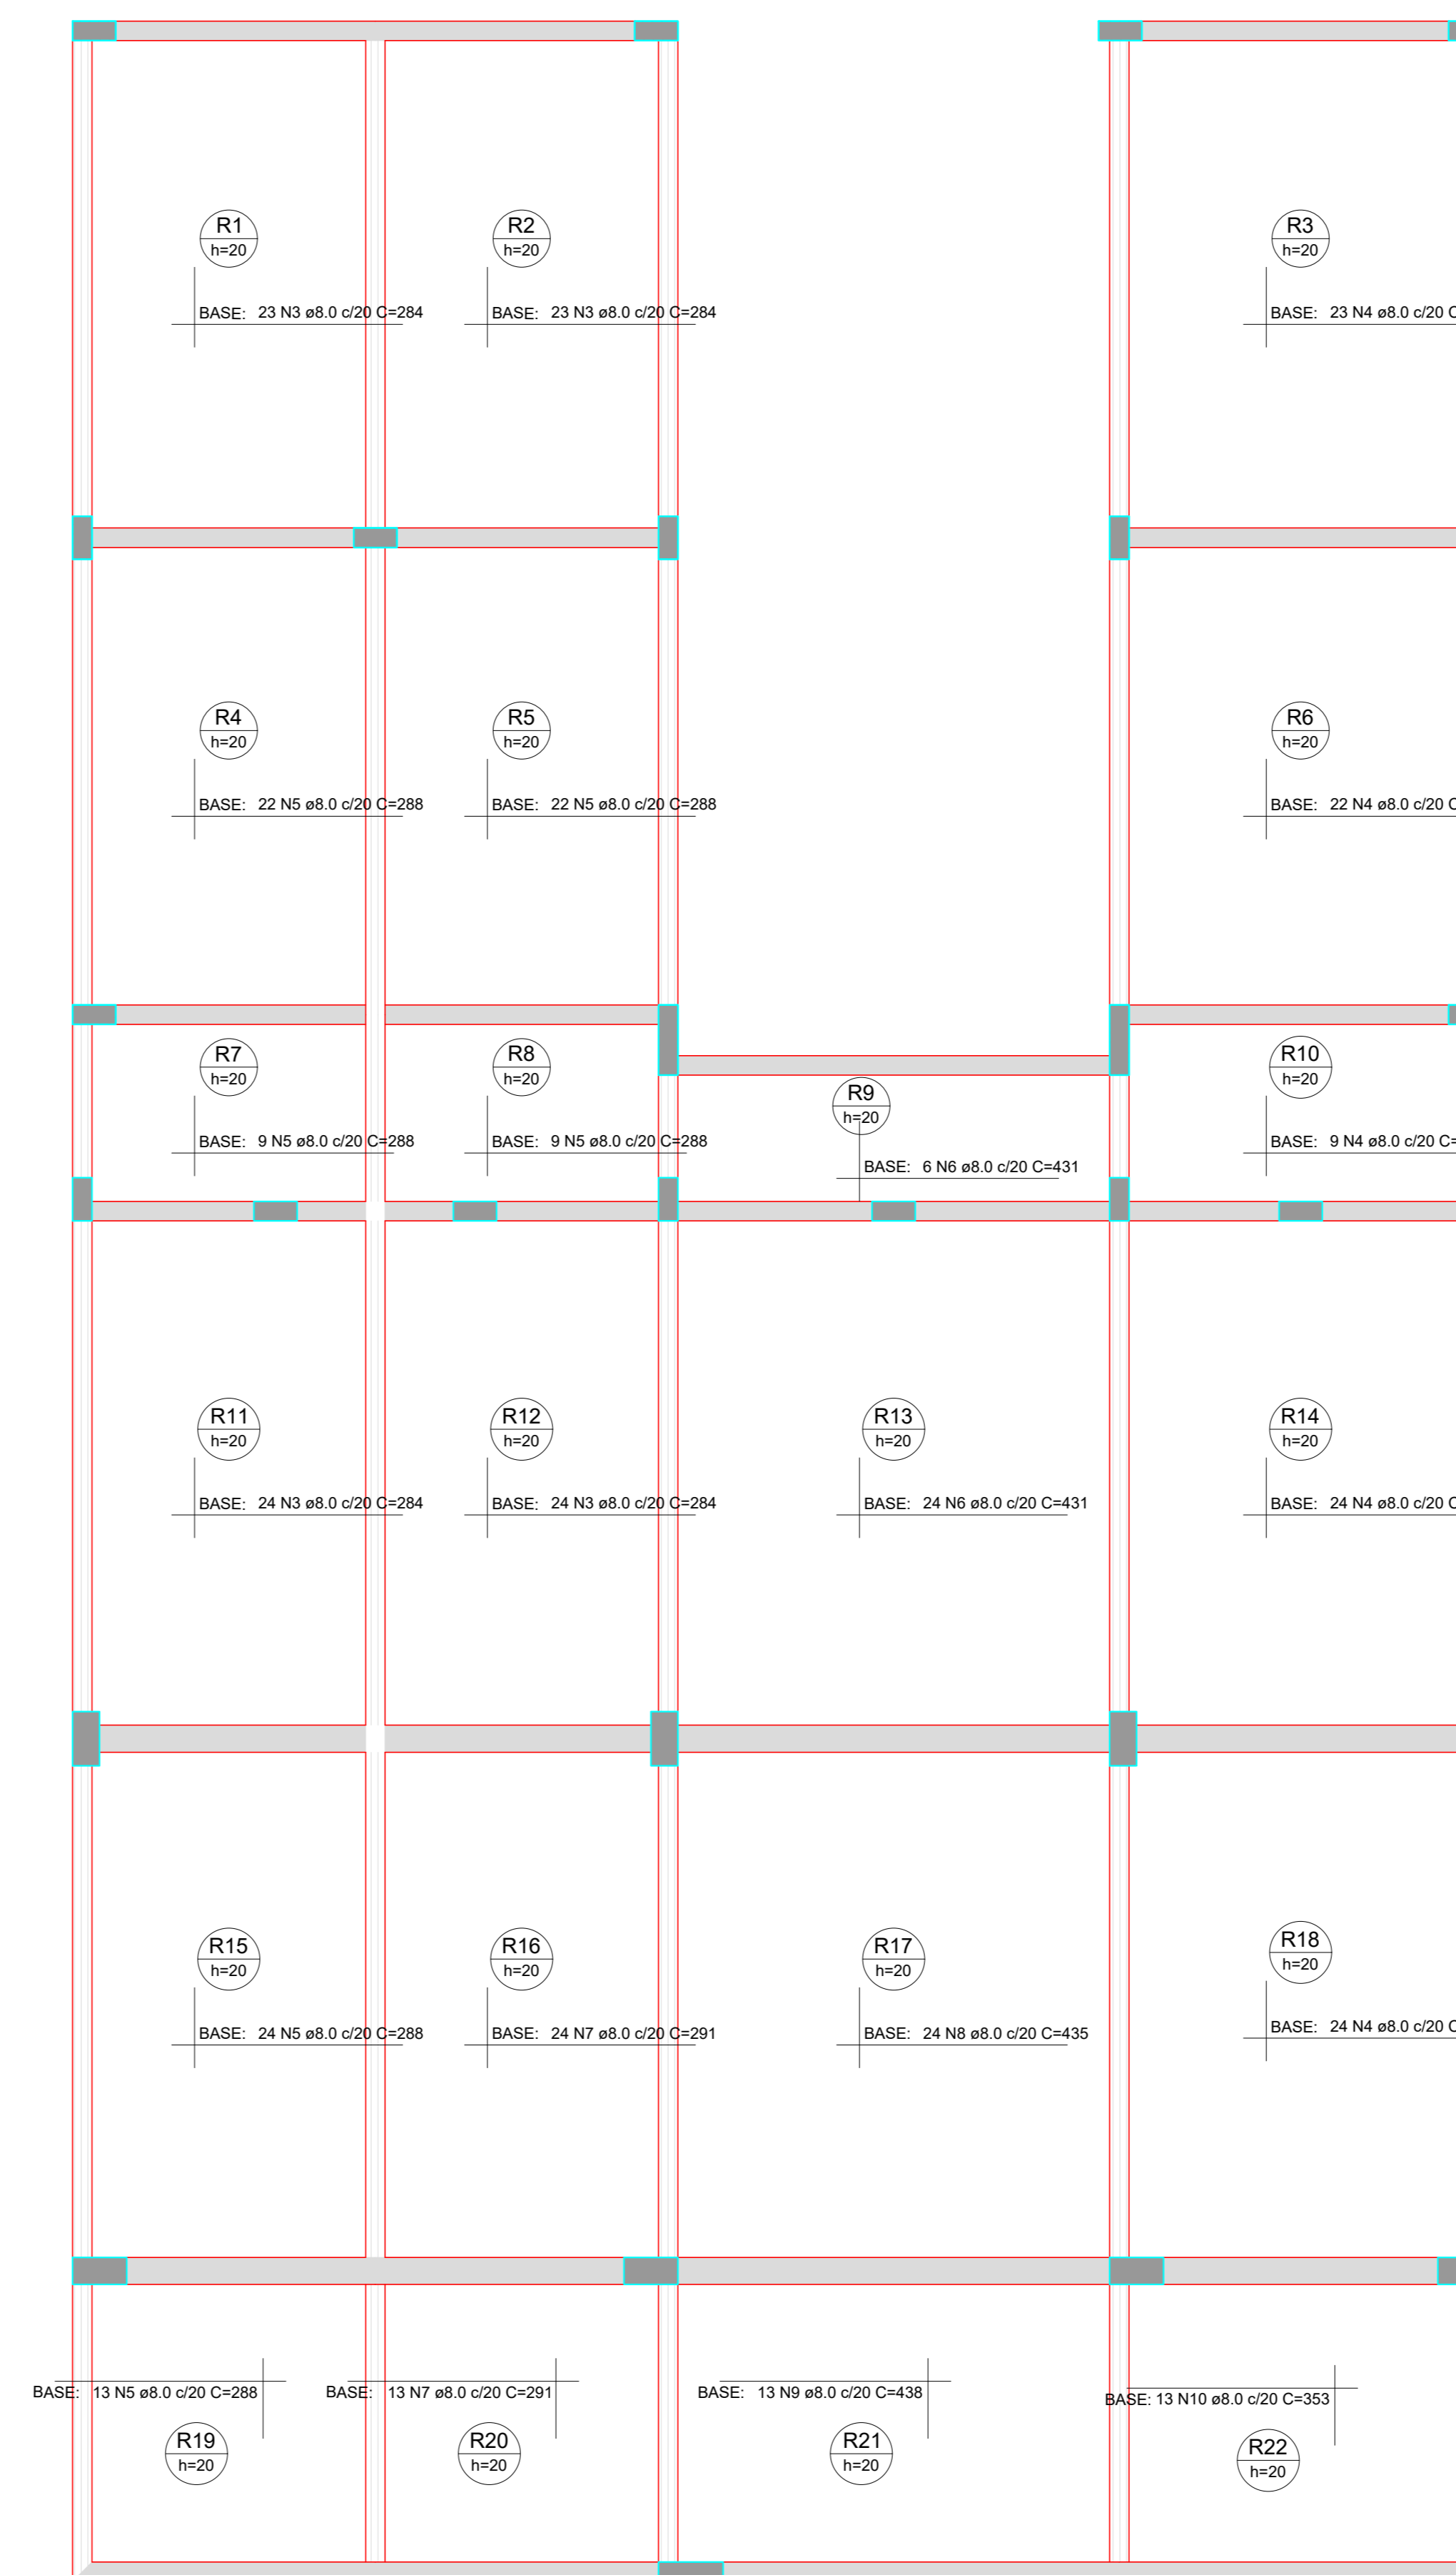 R1
h=20
BASE: 23 N3 ø8.0 c/20 C=284
R2
h=20
BASE: 23 N3 ø8.0 c/20 C=284
R3
h=20
BASE: 23 N4 ø8.0 c/20
R4
h=20
BASE: 22 N5 ø8.0 c/20 C=288
R5
h=20
BASE: 22 N5 ø8.0 c/20 C=288
R6
h=20
BASE: 22 N4 ø8.0 c/20
R7
h=20
BASE: 9 N5 ø8.0 c/20 C=288
R8
h=20
BASE: 9 N5 ø8.0 c/20 C=288
R9
h=20
BASE: 6 N6 ø8.0 c/20 C=431
R10
h=20
BASE: 9 N4 ø8.0 c/20 C=
R11
h=20
BASE: 24 N3 ø8.0 c/20 C=284
R12
h=20
BASE: 24 N3 ø8.0 c/20 C=284
R13
h=20
BASE: 24 N6 ø8.0 c/20 C=431
R14
h=20
BASE: 24 N4 ø8.0 c/20
R15
h=20
BASE: 24 N5 ø8.0 c/20 C=288
R16
h=20
BASE: 24 N7 ø8.0 c/20 C=291
R17
h=20
BASE: 24 N8 ø8.0 c/20 C=435
R18
h=20
BASE: 24 N4 ø8.0 c/20
BASE: 13 N5 ø8.0 c/20 C=288
R19
h=20
BASE: 13 N7 ø8.0 c/20 C=291
R20
h=20
BASE: 13 N9 ø8.0 c/20 C=438
R21
h=20
BASE: 13 N10 ø8.0 c/20 C=353
R22
h=20